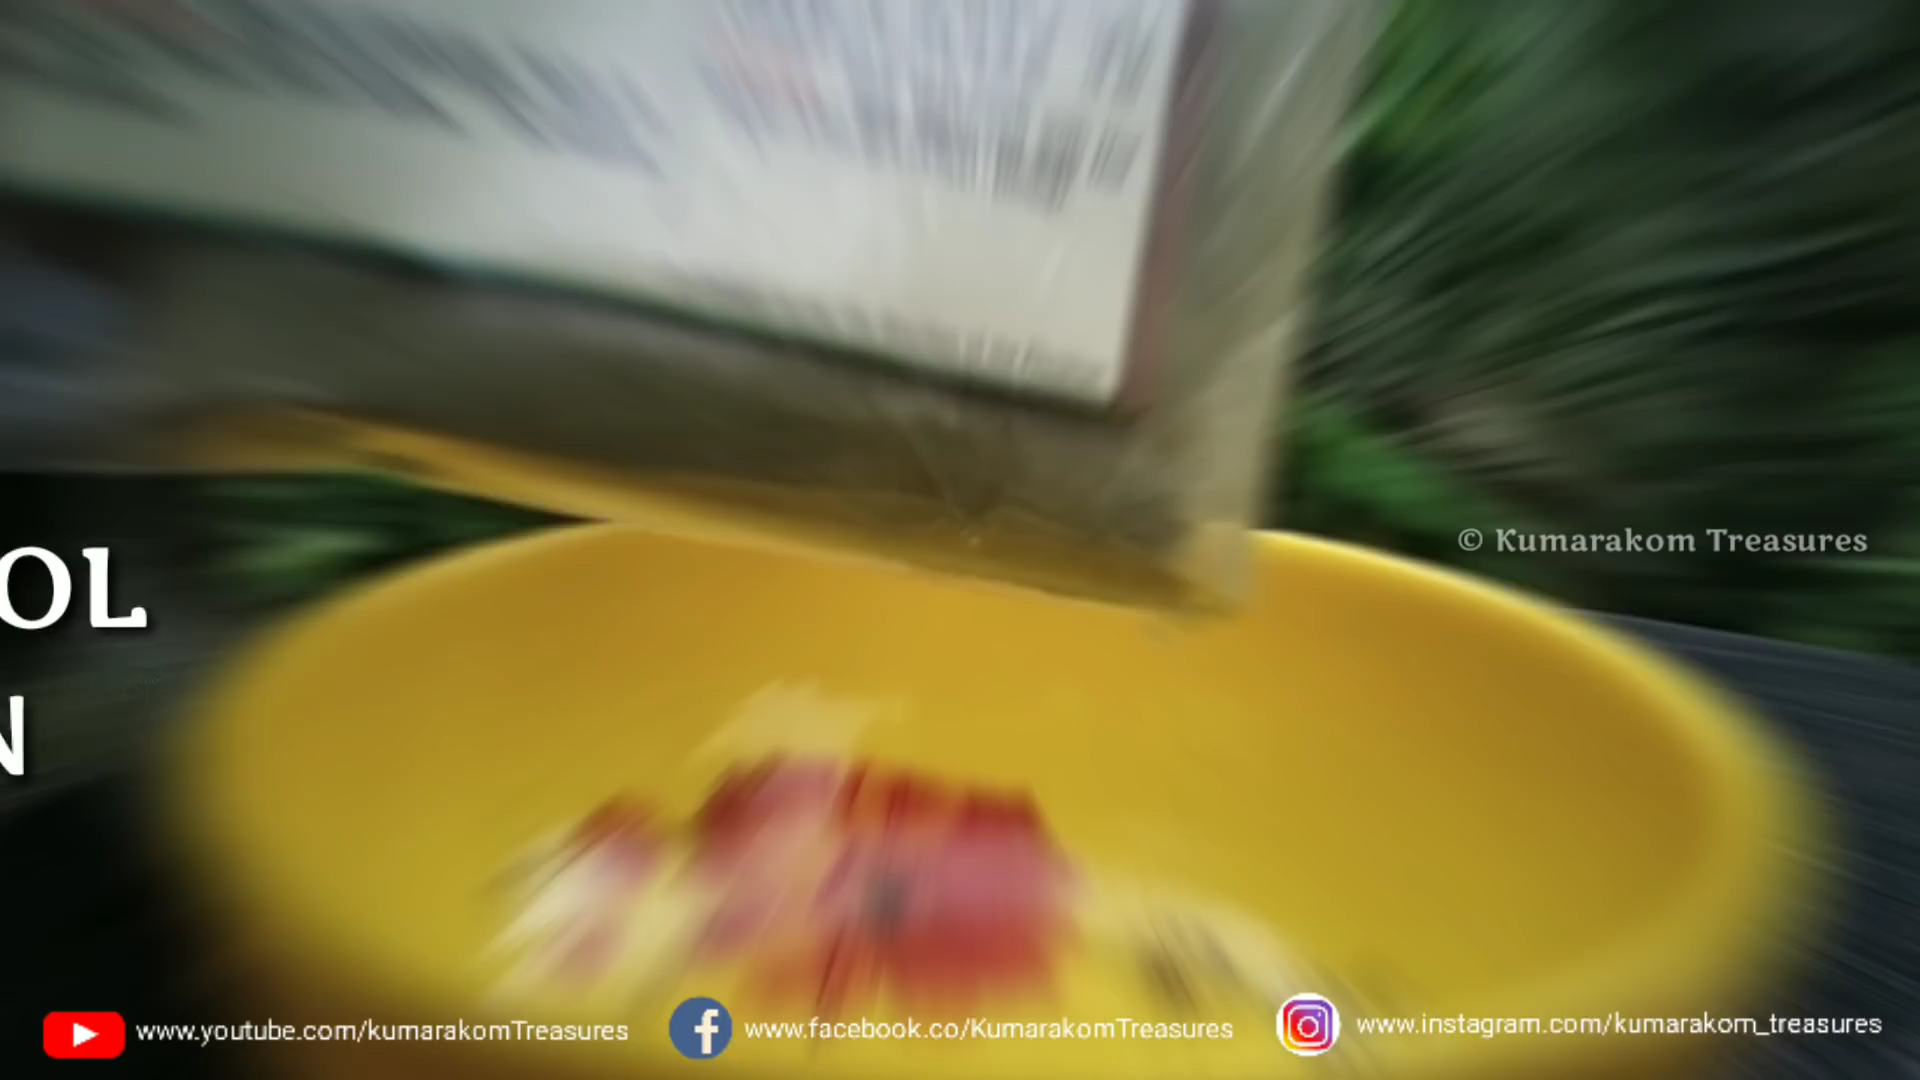 © Kumarakom Treasures
OL
N
www.youtube.com/kumarakomTreasures
www.facebook.co/KumarakomTreasures
www.instagram.com/kumarakom_treasures